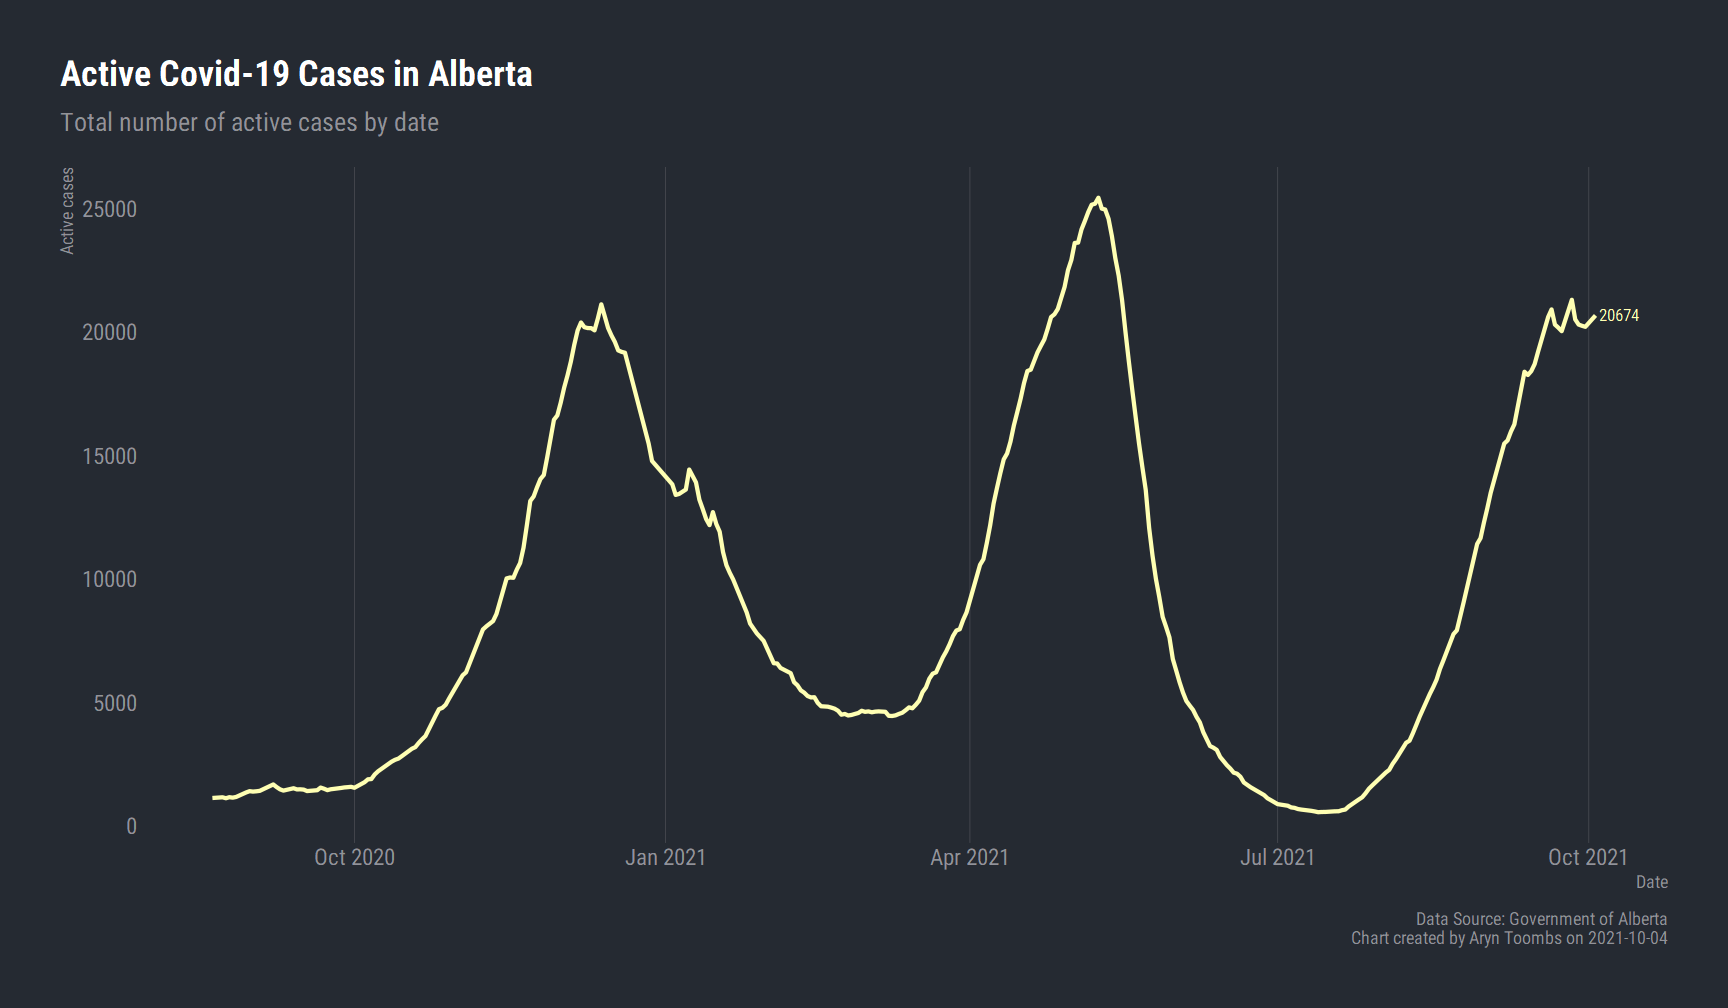 Active Covid-19 Cases in Alberta
Total number of active cases by date
Active cases
25000
20000
15000
10000
5000
0
20674
Oct 2020
Jan 2021
Apr 2021
Jul 2021
Oct 2021
Date
Data Source: Government of Alberta
Chart created by Aryn Toombs on 2021-10-04